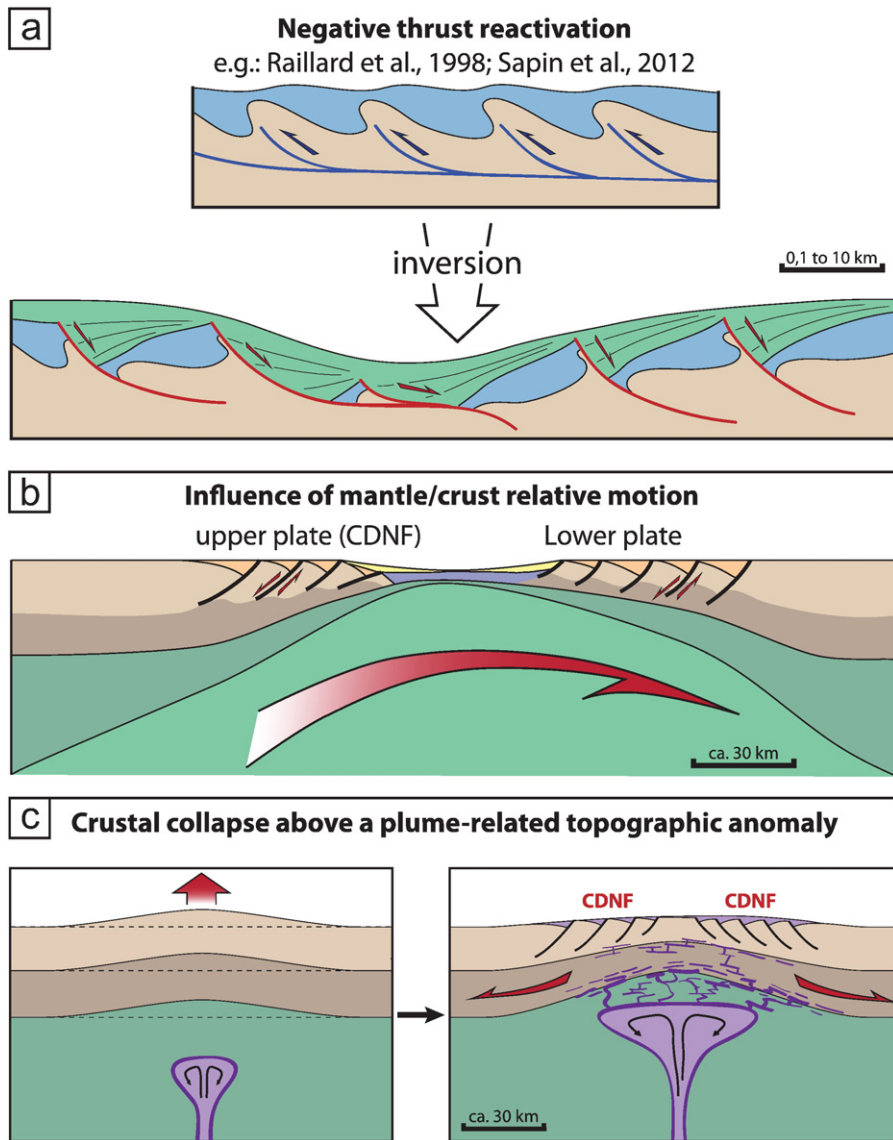 a
Negative thrust reactivation
e.g.: Raillard et al., 1998; Sapin et al., 2012
inversion
0,1 to 10 km
b
Influence of mantle/crust relative motion
upper plate (CDNF)
Lower plate
ca. 30 km
c
Crustal collapse above a plume-related topographic anomaly
CDNF
CDNF
ca. 30 km